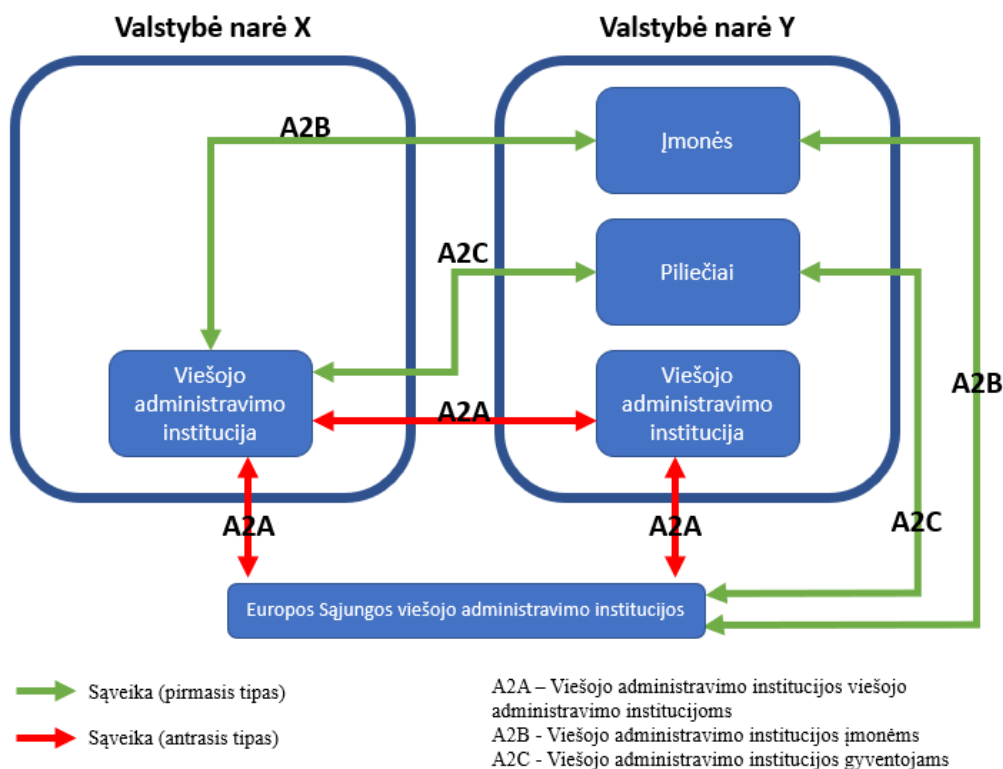 Valstybė narė X
Valstybė narė Y
A2B
Įmonės
A2C
Piliečiai
Viešojo
administravimo
institucija
A2A
Viešojo
administravimo
institucija
A2B
A2A
A2A
A2C
Europos Sąjungos viešojo administravimo institucijos
Sąveika (pirmasis tipas)
Sąveika (antrasis tipas)
A2A – Viešojo administravimo institucijos viešojo
administravimo institucijoms
A2B - Viešojo administravimo institucijos įmonėms
A2C - Viešojo administravimo institucijos gyventojams